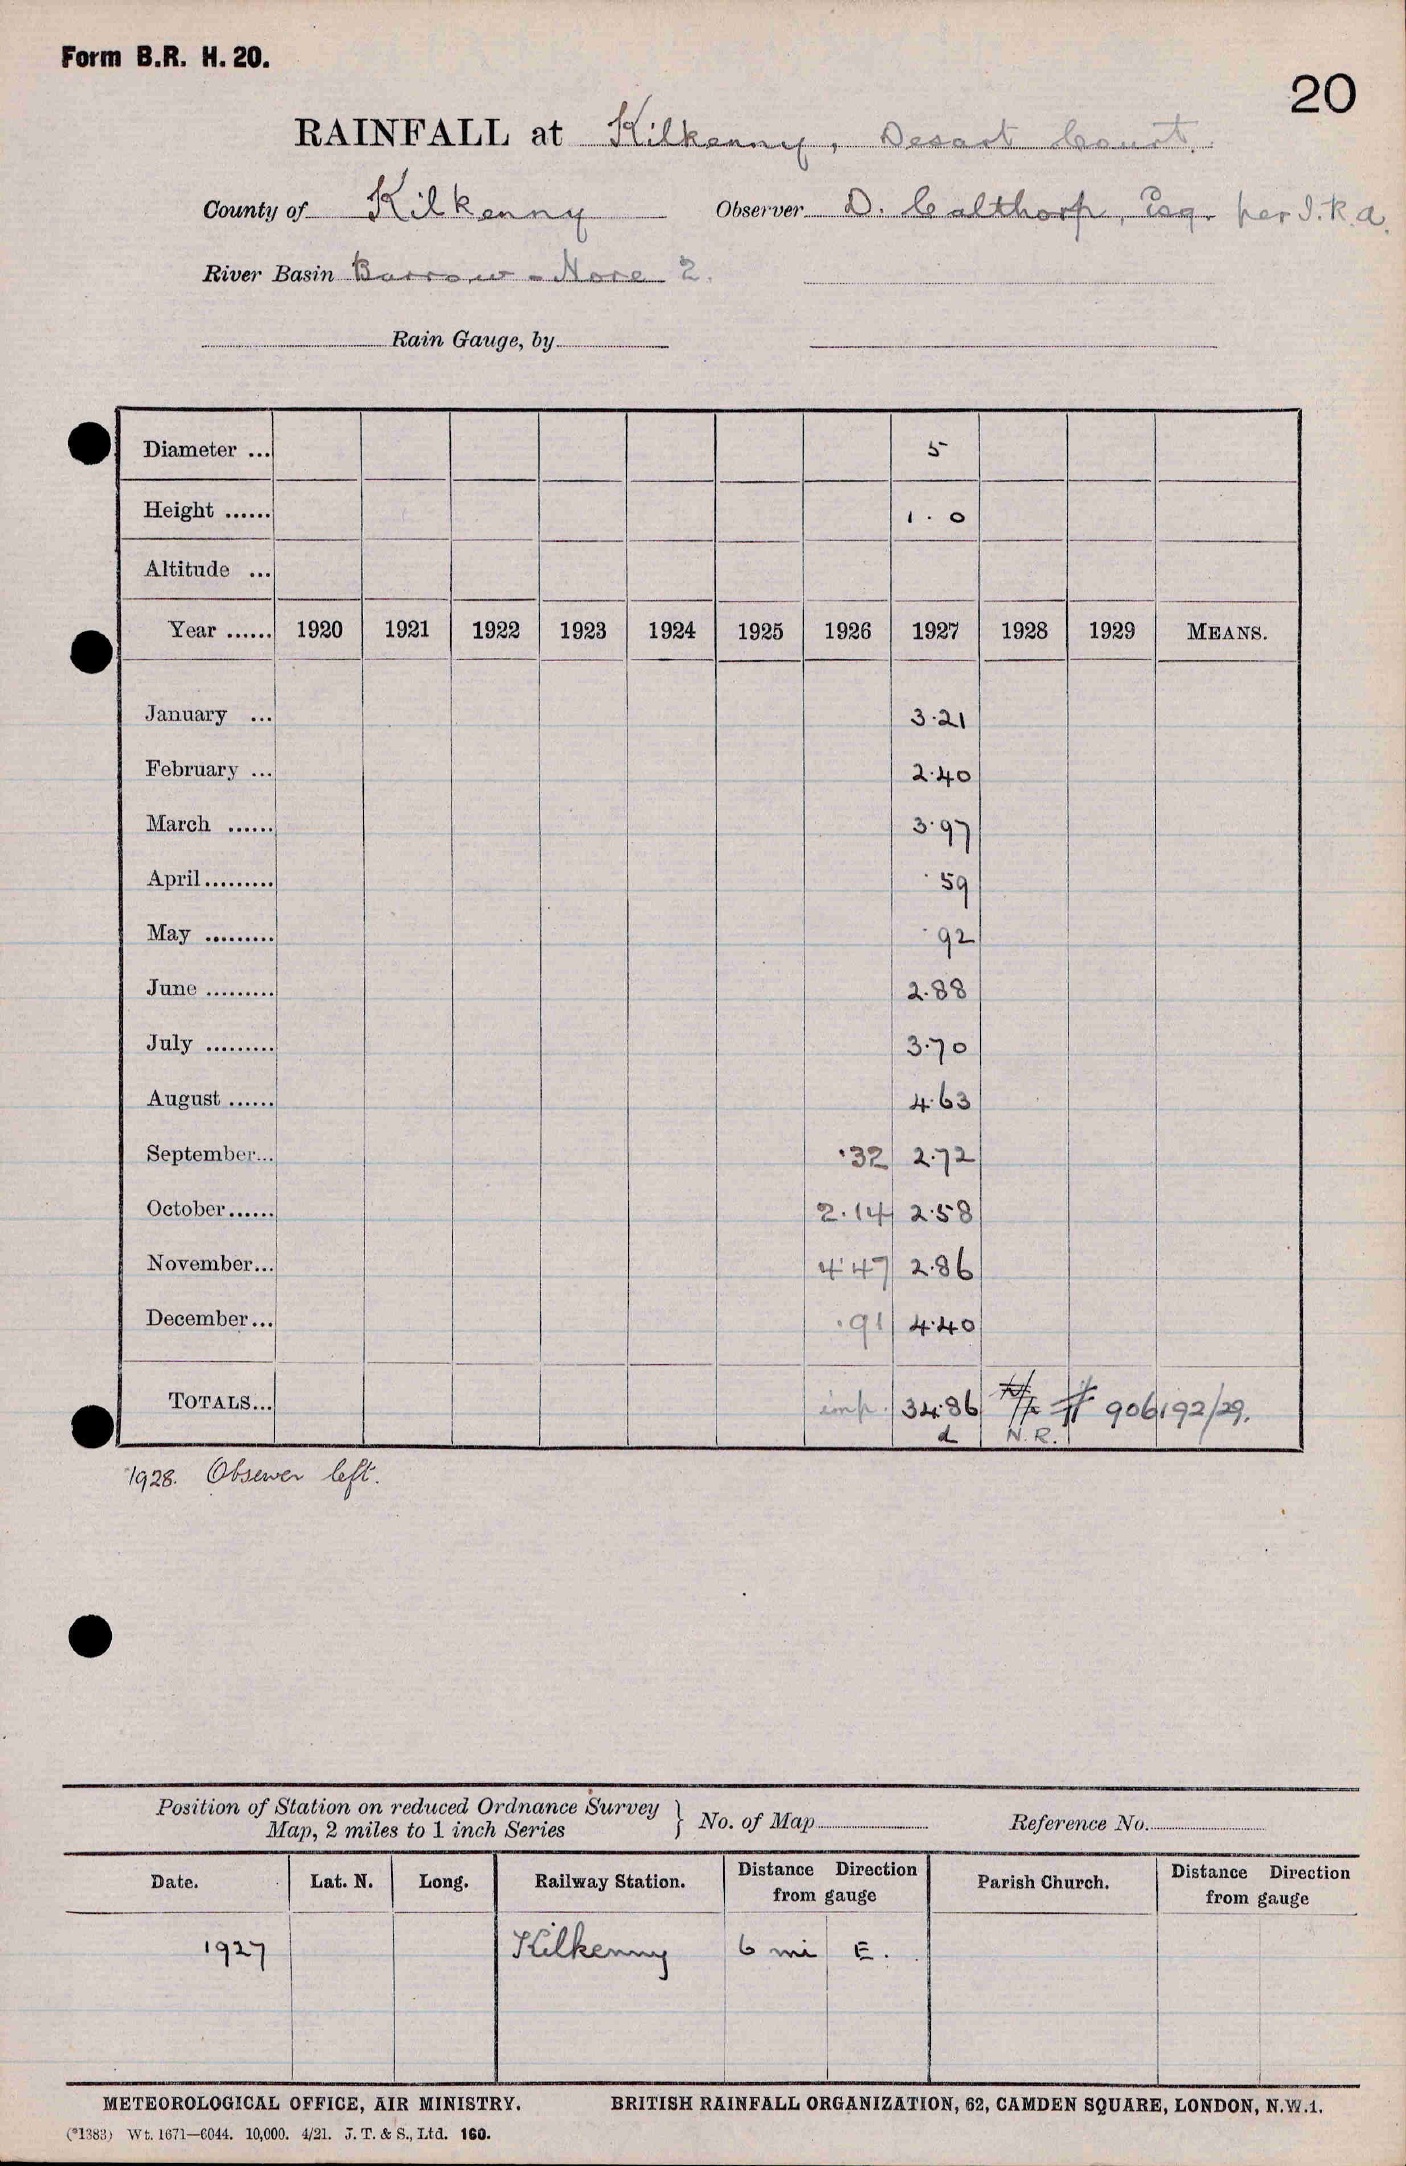 Form B.R. H. 20.
20
RAINFALL at Kilkenny, Desart Court.
County of Kilkenny Observer D. Calthorp, Esq. per I.R.A.
River Basin Barrow - Nore 2.
Rain Gauge, by
Diameter ... 5
Height ...... 1.0
Altitude ...
Year ...... 1920 1921 1922 1923 1924 1925 1926 1927 1928 1929 MEANS.
January ... 3.21
February ... 2.40
March ...... 3.97
April ......... .59
May ......... .92
June ......... 2.88
July ......... 3.70
August ...... 4.63
September... .32 2.72
October...... 2.14 2.58
November... 4.47 2.86
December... .91 4.40
TOTALS... imp. 34.86 # 906192/29.
d N.R.
1928. Observer left.
Position of Station on reduced Ordnance Survey
Map, 2 miles to 1 inch Series } No. of Map Reference No.
Date. Lat. N. Long. Railway Station. Distance Direction from gauge Parish Church. Distance Direction from gauge
1927 Kilkenny 6 mi E.
METEOROLOGICAL OFFICE, AIR MINISTRY. BRITISH RAINFALL ORGANIZATION, 62, CAMDEN SQUARE, LONDON, N.W.1.
(*1383) Wt. 1671—6044. 10,000. 4/21. J. T. & S., Ltd. 160.